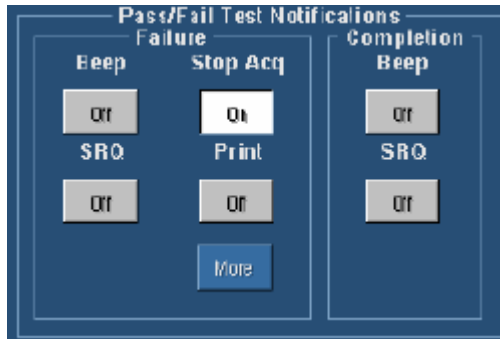 Pass/Fail Test Notifications
Failure
Completion
Beep Stop Acq Beep
Off On Off
SRQ Print SRQ
Off Off Off
More